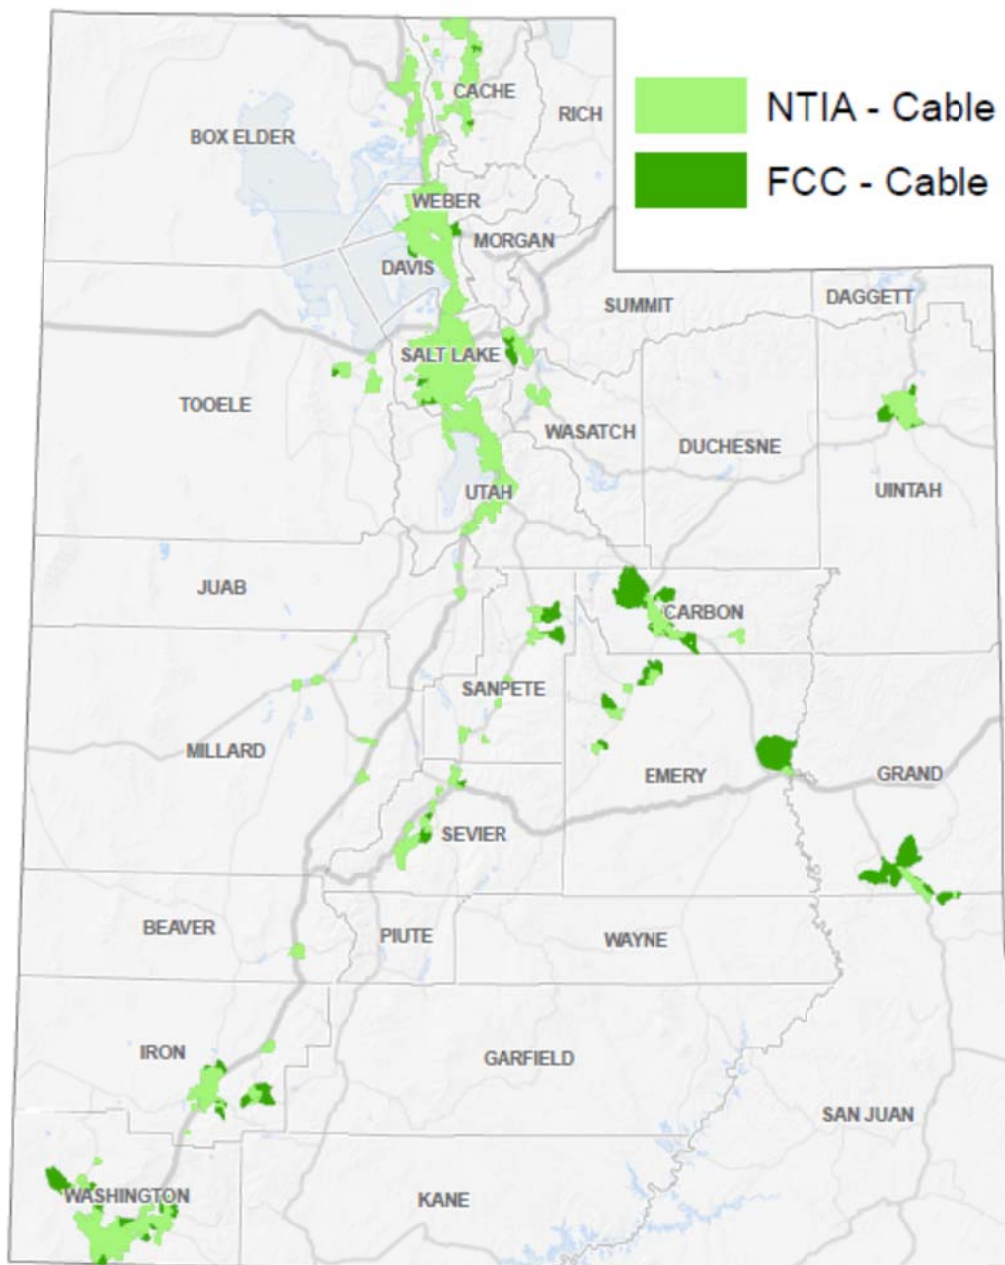 NTIA - Cable
FCC - Cable
CACHE
RICH
BOX ELDER
WEBER
MORGAN
DAVIS
SUMMIT
DAGGETT
SALT LAKE
TOOELE
WASATCH
DUCHESNE
UTAH
UINTAH
JUAB
CARBON
SANPETE
MILLARD
EMERY
GRAND
SEVIER
BEAVER
PIUTE
WAYNE
IRON
GARFIELD
SAN JUAN
WASHINGTON
KANE